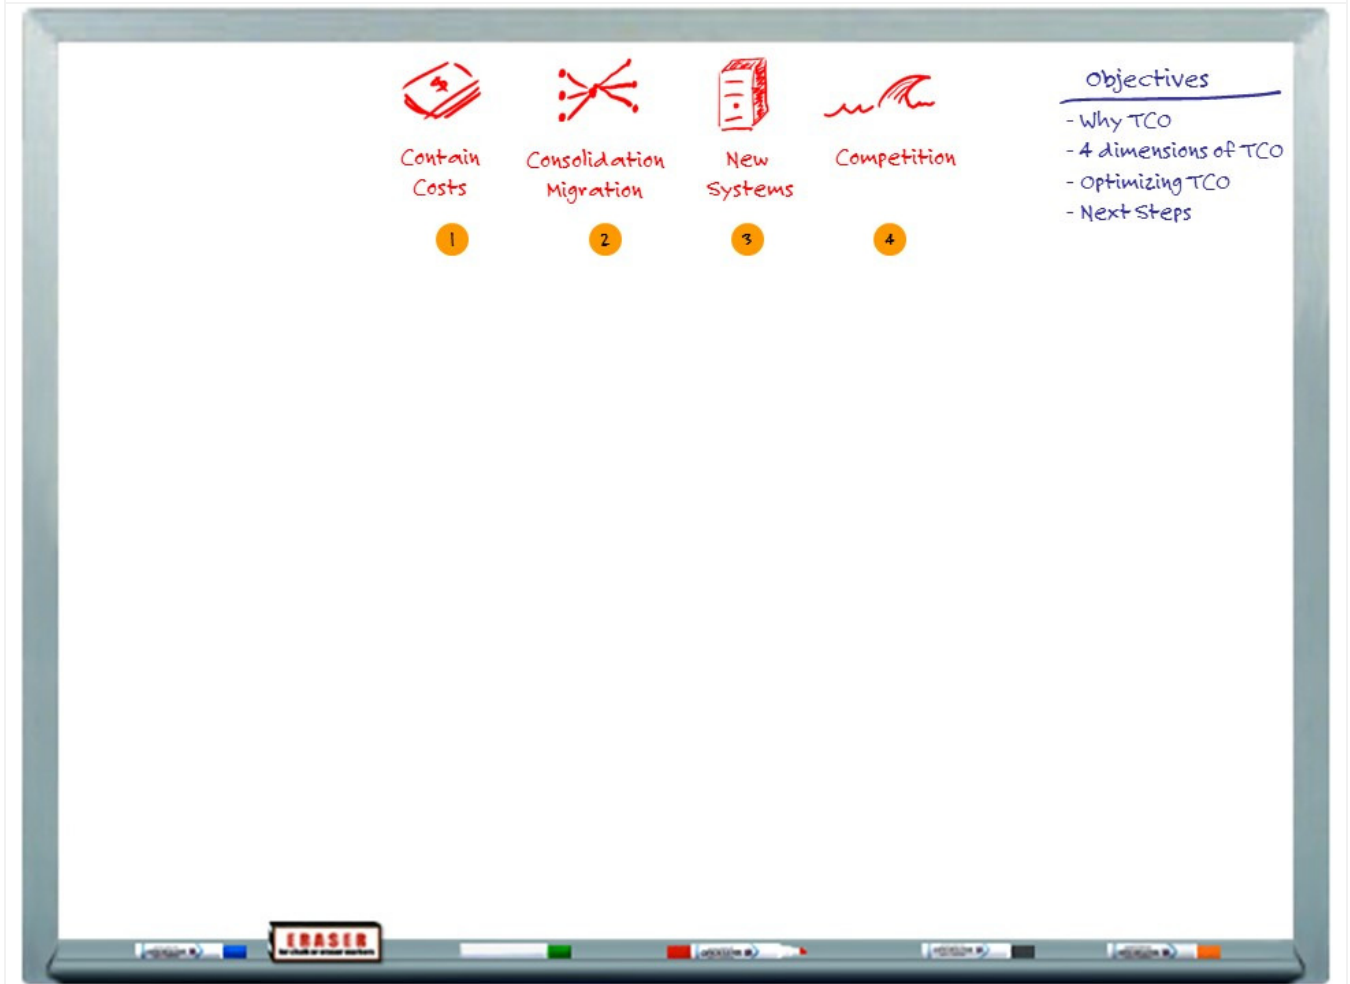 Contain
Costs
1
Consolidation
Migration
2
New
Systems
3
Competition
4
Objectives
- Why TCO
- 4 dimensions of TCO
- Optimizing TCO
- Next Steps
ERASER